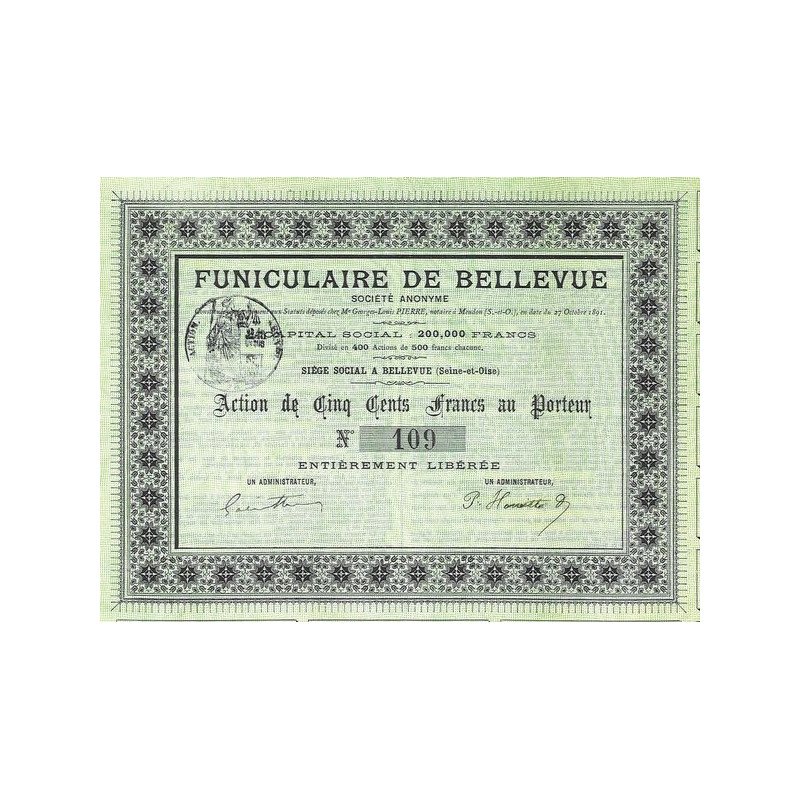 FUNICULAIRE DE BELLEVUE
SOCIÉTÉ ANONYME
aux Statuts déposés chez Me Georges-Louis PIERRE, notaire à Meudon (S.-et-O.), en date du 27 Octobre 1891.
CAPITAL SOCIAL : 200,000 FRANCS
Divisé en 400 Actions de 500 francs chacune,
SIÈGE SOCIAL A BELLEVUE (Seine-et-Oise)
Action de Cinq Cents Francs au Porteur
N° 109
ENTIÈREMENT LIBÉRÉE
UN ADMINISTRATEUR, UN ADMINISTRATEUR,